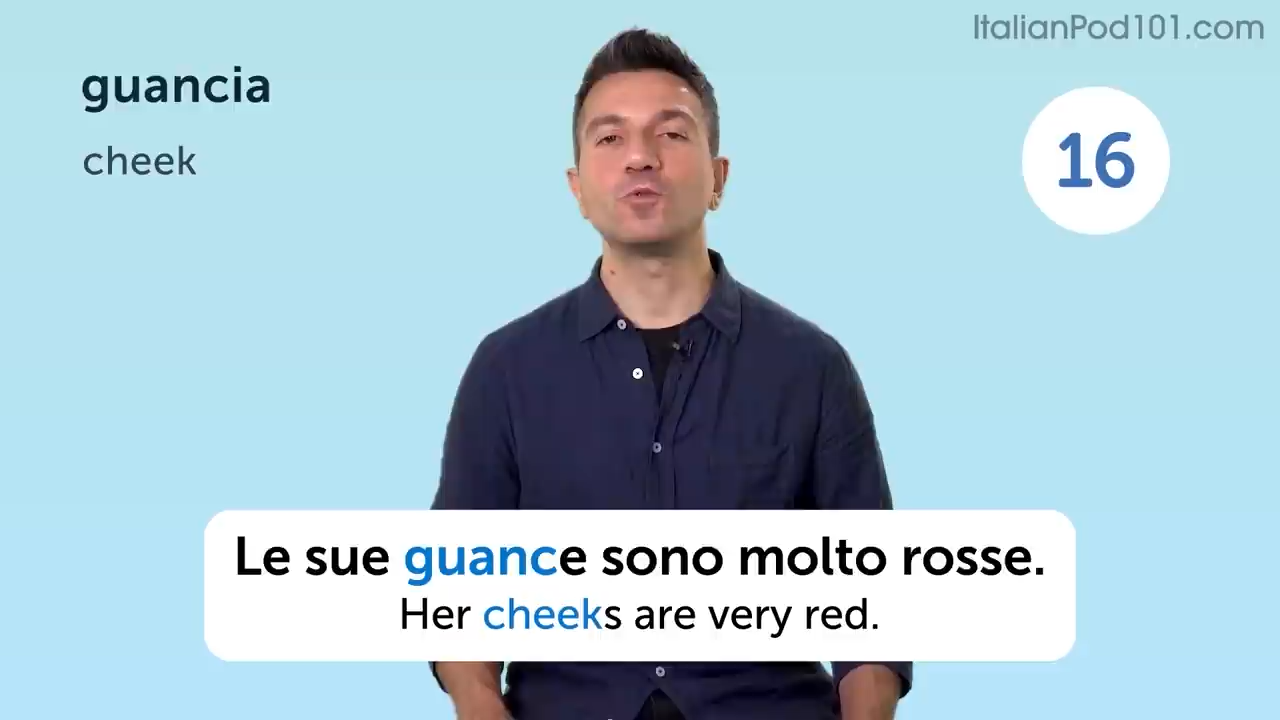 ItalianPod101.com
guancia
cheek
16
Le sue guance sono molto rosse.
Her cheeks are very red.